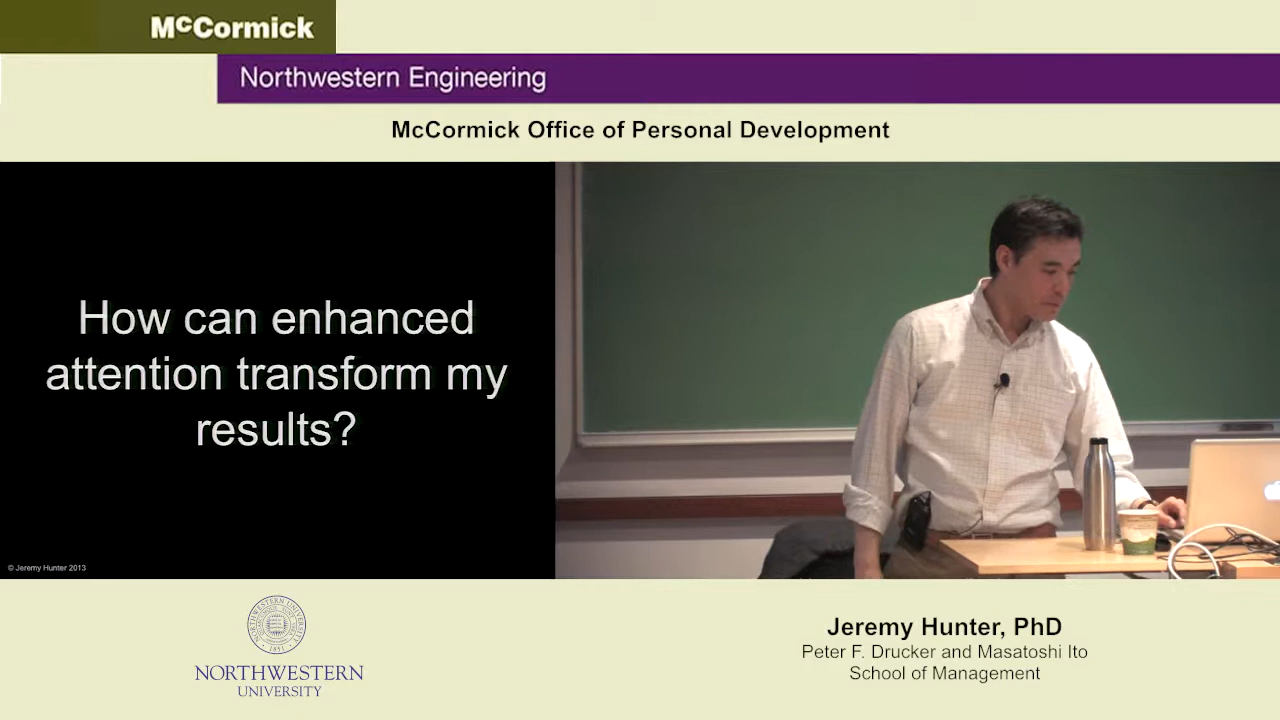 McCormick
Northwestern Engineering
McCormick Office of Personal Development
How can enhanced
attention transform my
results?
© Jeremy Hunter 2013
NORTHWESTERN
UNIVERSITY
Jeremy Hunter, PhD
Peter F. Drucker and Masatoshi Ito
School of Management